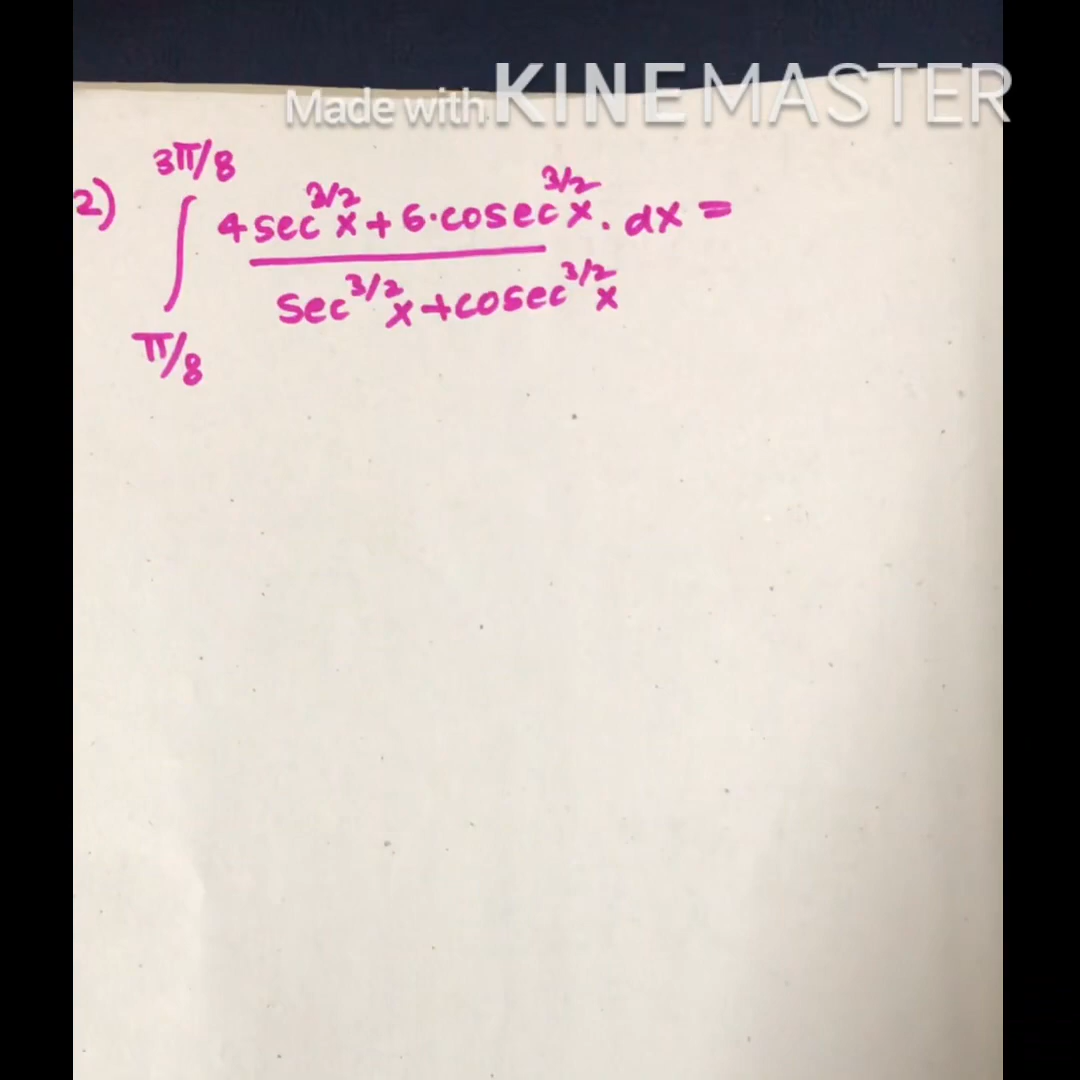 Made with KINEMASTER
3π/8
2) ∫ 4sec^3/2 x + 6·cosec^3/2 x. dx =
sec^3/2 x + cosec^3/2 x
π/8